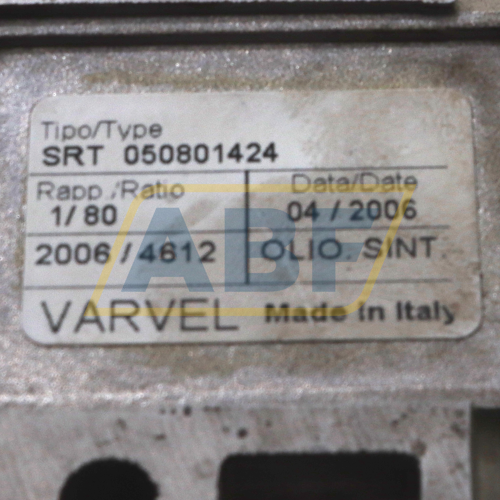 Tipo/Type
SRT 050801424
Rapp./Ratio Data/Date
1/80 04/2006
2006/4612 OLIO. SINT
VARVEL Made in Italy
ABF